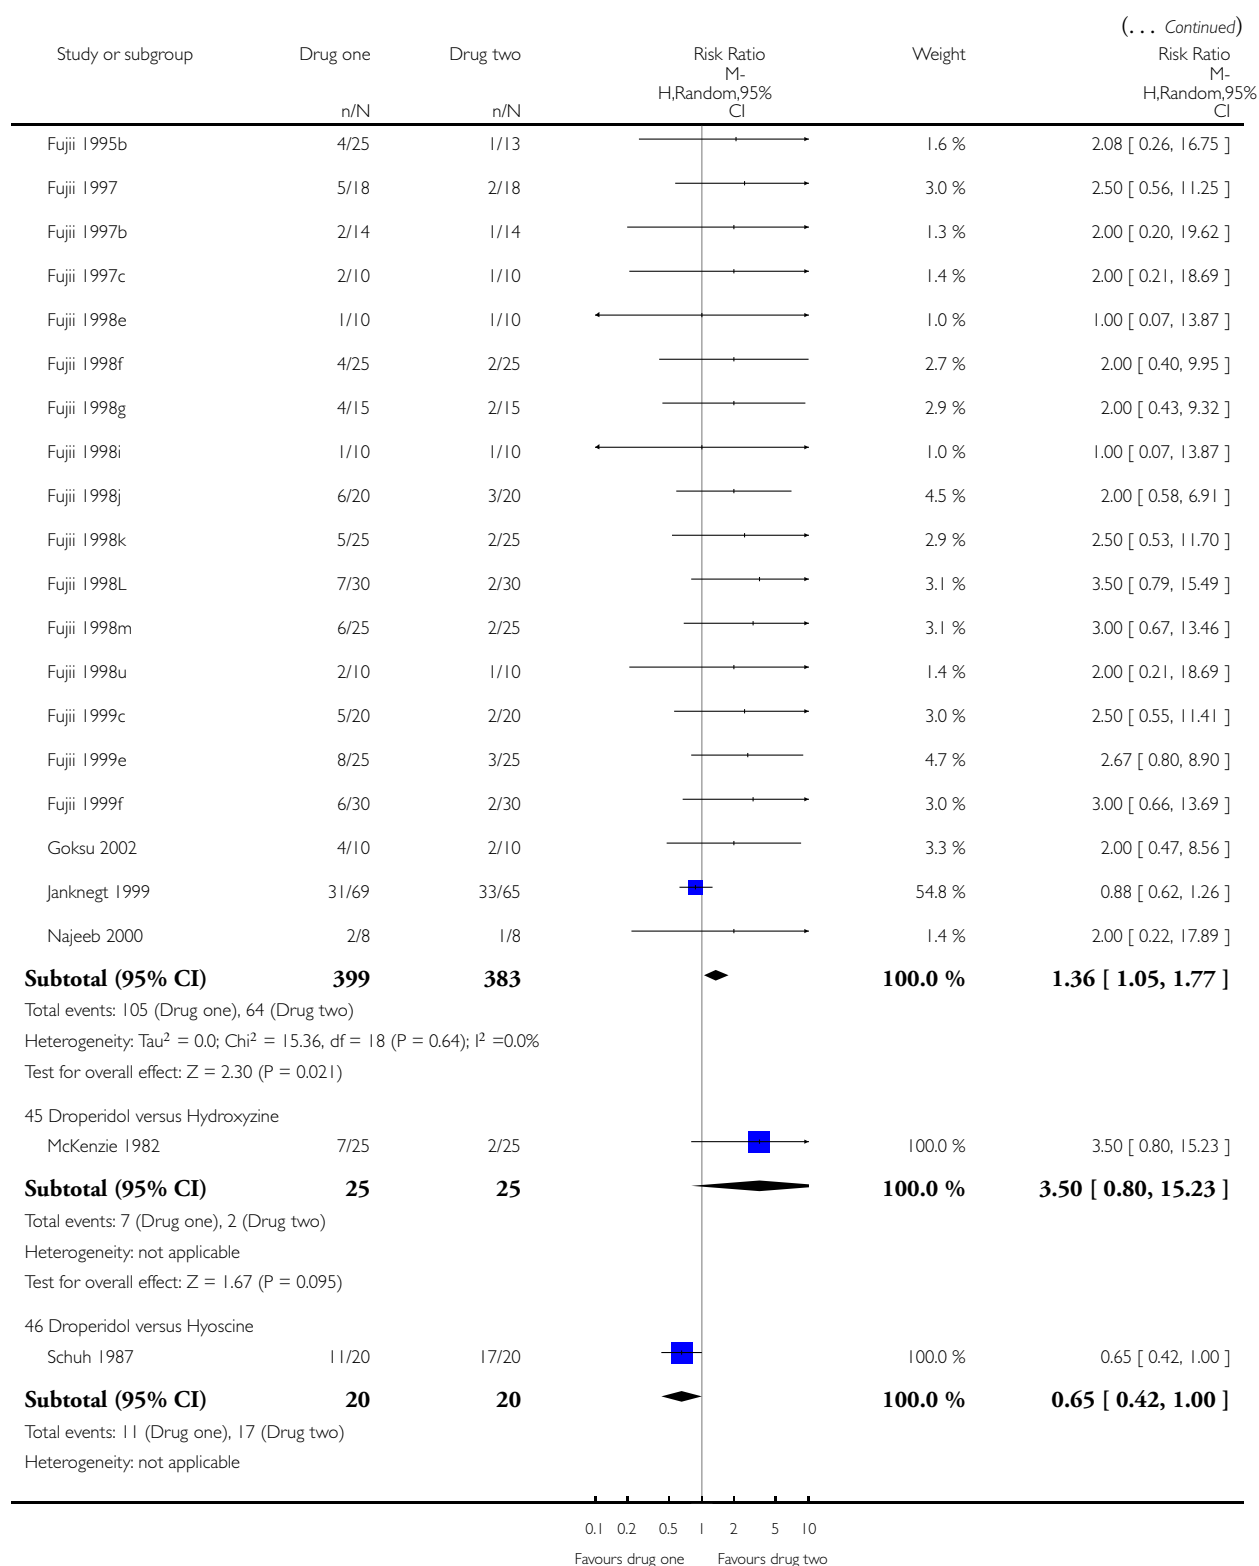 (... Continued)
Study or subgroup Drug one Drug two Risk Ratio Weight Risk Ratio
M-
H,Random,95%
CI
M-
H,Random,95%
CI
n/N n/N
Fujii 1995b 4/25 1/13 1.6 % 2.08 [ 0.26, 16.75 ]
Fujii 1997 5/18 2/18 3.0 % 2.50 [ 0.56, 11.25 ]
Fujii 1997b 2/14 1/14 1.3 % 2.00 [ 0.20, 19.62 ]
Fujii 1997c 2/10 1/10 1.4 % 2.00 [ 0.21, 18.69 ]
Fujii 1998e 1/10 1/10 1.0 % 1.00 [ 0.07, 13.87 ]
Fujii 1998f 4/25 2/25 2.7 % 2.00 [ 0.40, 9.95 ]
Fujii 1998g 4/15 2/15 2.9 % 2.00 [ 0.43, 9.32 ]
Fujii 1998i 1/10 1/10 1.0 % 1.00 [ 0.07, 13.87 ]
Fujii 1998j 6/20 3/20 4.5 % 2.00 [ 0.58, 6.91 ]
Fujii 1998k 5/25 2/25 2.9 % 2.50 [ 0.53, 11.70 ]
Fujii 1998L 7/30 2/30 3.1 % 3.50 [ 0.79, 15.49 ]
Fujii 1998m 6/25 2/25 3.1 % 3.00 [ 0.67, 13.46 ]
Fujii 1998u 2/10 1/10 1.4 % 2.00 [ 0.21, 18.69 ]
Fujii 1999c 5/20 2/20 3.0 % 2.50 [ 0.55, 11.41 ]
Fujii 1999e 8/25 3/25 4.7 % 2.67 [ 0.80, 8.90 ]
Fujii 1999f 6/30 2/30 3.0 % 3.00 [ 0.66, 13.69 ]
Goksu 2002 4/10 2/10 3.3 % 2.00 [ 0.47, 8.56 ]
Janknegt 1999 31/69 33/65 54.8 % 0.88 [ 0.62, 1.26 ]
Najeeb 2000 2/8 1/8 1.4 % 2.00 [ 0.22, 17.89 ]
Subtotal (95% CI) 399 383 100.0 % 1.36 [ 1.05, 1.77 ]
Total events: 105 (Drug one), 64 (Drug two)
Heterogeneity: Tau² = 0.0; Chi² = 15.36, df = 18 (P = 0.64); I² =0.0%
Test for overall effect: Z = 2.30 (P = 0.021)
45 Droperidol versus Hydroxyzine
McKenzie 1982 7/25 2/25 100.0 % 3.50 [ 0.80, 15.23 ]
Subtotal (95% CI) 25 25 100.0 % 3.50 [ 0.80, 15.23 ]
Total events: 7 (Drug one), 2 (Drug two)
Heterogeneity: not applicable
Test for overall effect: Z = 1.67 (P = 0.095)
46 Droperidol versus Hyoscine
Schuh 1987 11/20 17/20 100.0 % 0.65 [ 0.42, 1.00 ]
Subtotal (95% CI) 20 20 100.0 % 0.65 [ 0.42, 1.00 ]
Total events: 11 (Drug one), 17 (Drug two)
Heterogeneity: not applicable
0.1 0.2 0.5 1 2 5 10
Favours drug one Favours drug two